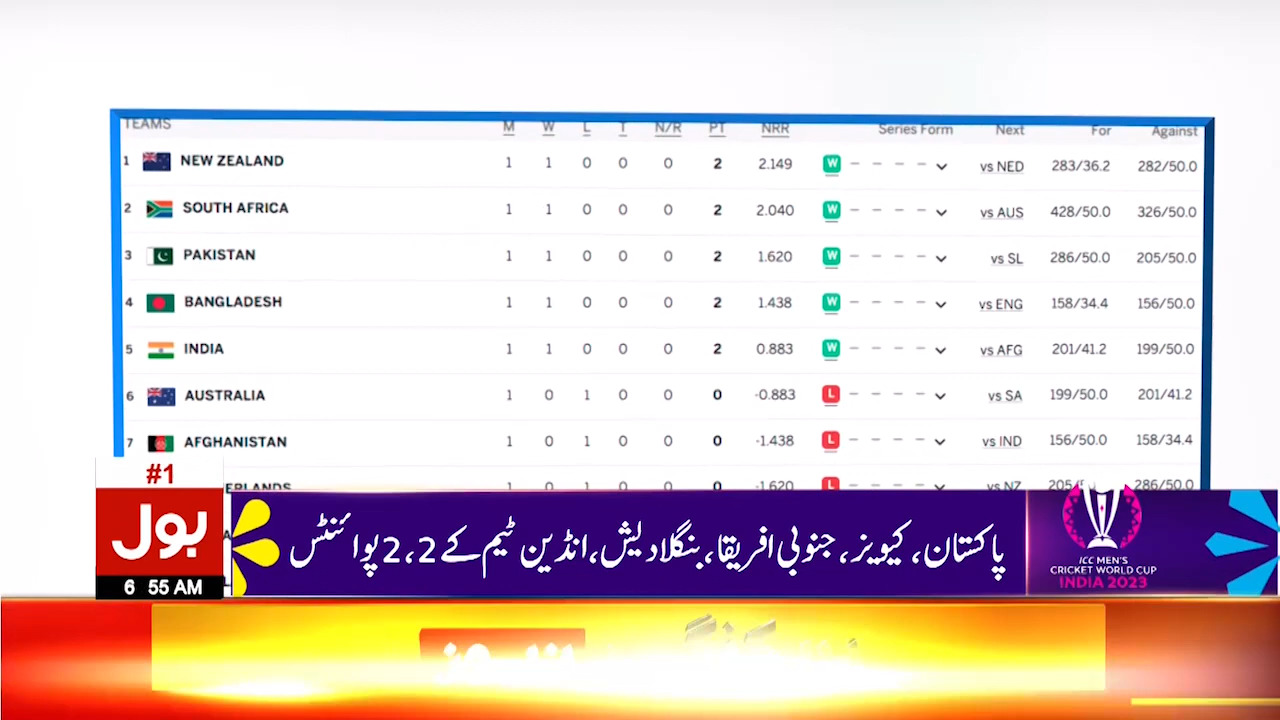 TEAMS M W L T N/R PT NRR Series Form Next For Against
1 NEW ZEALAND 1 1 0 0 0 2 2.149 W – – – – vs NED 283/36.2 282/50.0
2 SOUTH AFRICA 1 1 0 0 0 2 2.040 W – – – – vs AUS 428/50.0 326/50.0
3 PAKISTAN 1 1 0 0 0 2 1.620 W – – – – vs SL 286/50.0 205/50.0
4 BANGLADESH 1 1 0 0 0 2 1.438 W – – – – vs ENG 158/34.4 156/50.0
5 INDIA 1 1 0 0 0 2 0.883 W – – – – vs AFG 201/41.2 199/50.0
6 AUSTRALIA 1 0 1 0 0 0 -0.883 L – – – – vs SA 199/50.0 201/41.2
7 AFGHANISTAN 1 0 1 0 0 0 -1.438 L – – – – vs IND 156/50.0 158/34.4
1 0 1 0 0 0 -1.620 L – – – – vs NZ 286/50.0
#1
بول
6 55 AM
پاکستان، کیویز، جنوبی افریقا، بنگلادیش، انڈین ٹیم کے 2،2 پوائنٹس
ICC MEN'S
CRICKET WORLD CUP
INDIA 2023